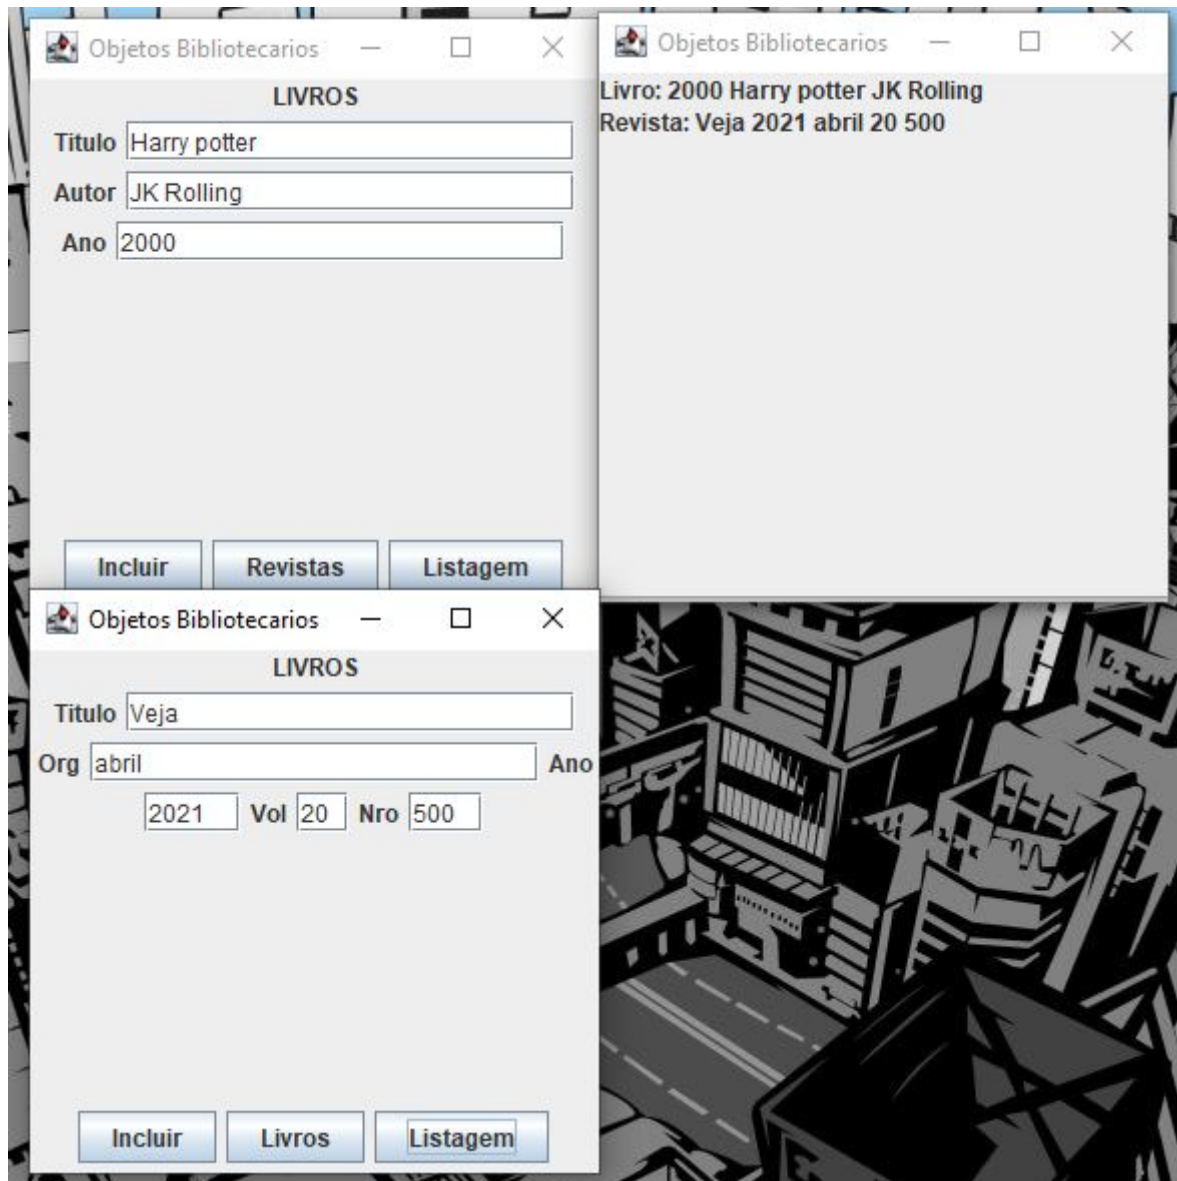 Objetos Bibliotecarios
LIVROS
Titulo Harry potter
Autor JK Rolling
Ano 2000
Incluir Revistas Listagem
Objetos Bibliotecarios
Livro: 2000 Harry potter JK Rolling
Revista: Veja 2021 abril 20 500
Objetos Bibliotecarios
LIVROS
Titulo Veja
Org abril Ano
2021 Vol 20 Nro 500
Incluir Livros Listagem